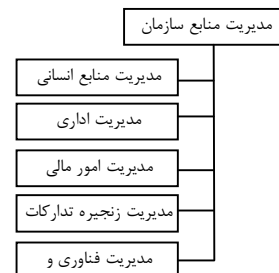 مدیریت منابع سازمان
مدیریت منابع انسانی
مدیریت اداری
مدیریت امور مالی
مدیریت زنجیره تدارکات
مدیریت فناوری و